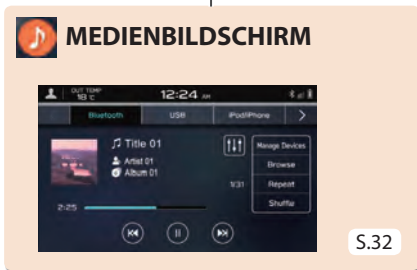 MEDIENBILDSCHIRM
OUT TEMP
18 °C
12:24 AM
Bluetooth USB iPod/iPhone
Title 01
Artist 01
Album 01
Manage Devices
Browse
1/31 Repeat
Shuffle
2:25
S.32